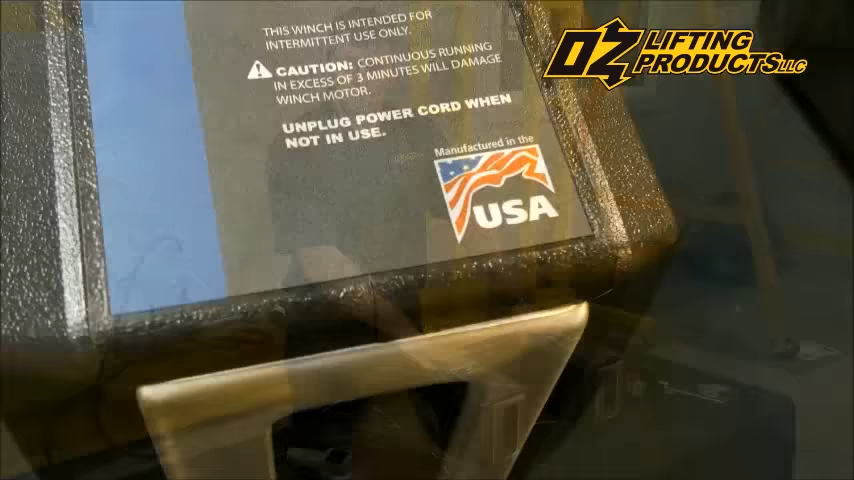 THIS WINCH IS INTENDED FOR
INTERMITTENT USE ONLY.
CAUTION: CONTINUOUS RUNNING
IN EXCESS OF 3 MINUTES WILL DAMAGE
WINCH MOTOR.
UNPLUG POWER CORD WHEN
NOT IN USE.
Manufactured in the
USA
OZ LIFTING
PRODUCTS LLC